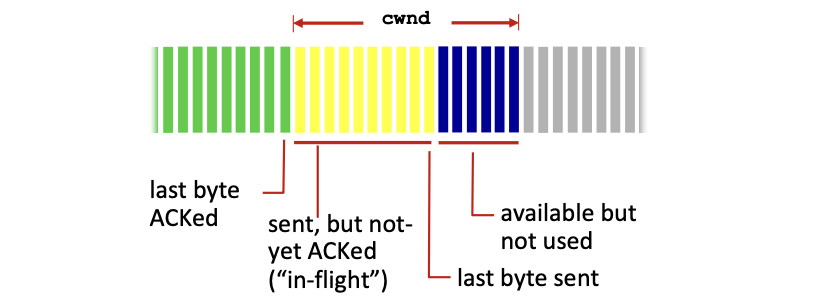 cwnd
last byte
ACKed
sent, but not-
yet ACKed
(“in-flight”)
available but
not used
last byte sent